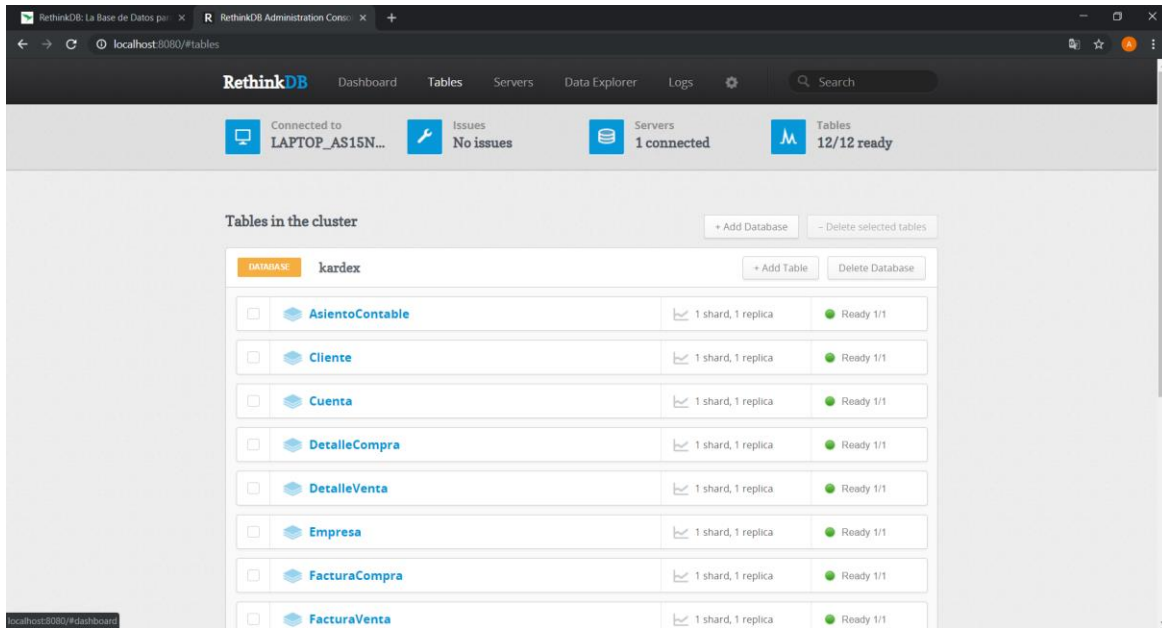 RethinkDB: La Base de Datos par
R RethinkDB Administration Conso
localhost:8080/#tables
A
RethinkDB Dashboard Tables Servers Data Explorer Logs Search
Connected to Issues Servers Tables
LAPTOP_AS15N... No issues 1 connected 12/12 ready
Tables in the cluster + Add Database - Delete selected tables
DATABASE kardex + Add Table Delete Database
AsientoContable 1 shard, 1 replica Ready 1/1
Cliente 1 shard, 1 replica Ready 1/1
Cuenta 1 shard, 1 replica Ready 1/1
DetalleCompra 1 shard, 1 replica Ready 1/1
DetalleVenta 1 shard, 1 replica Ready 1/1
Empresa 1 shard, 1 replica Ready 1/1
FacturaCompra 1 shard, 1 replica Ready 1/1
FacturaVenta 1 shard, 1 replica Ready 1/1
localhost:8080/#dashboard